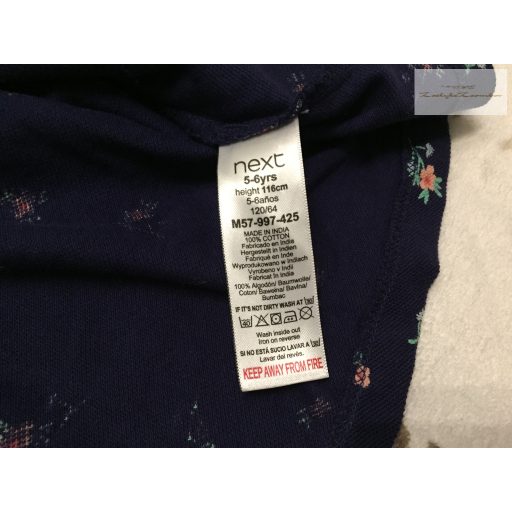 next
5-6yrs
height 116cm
5-6años
120/64
M57-997-425
MADE IN INDIA
100% COTTON
Fabricado en India
Hergestellt in Indien
Fabriqué en Inde
Wyprodukowano w Indiach
Vyrobeno v Indii
Fabricat în India
100% Algodón/ Baumwolle/
Coton/ Bawełna/ Bavlna/
Bumbac
IF IT'S NOT DIRTY WASH AT 30
40
Wash inside out
Iron on reverse
SI NO ESTÁ SUCIO LAVAR A 30
Lavar del revés.
KEEP AWAY FROM FIRE